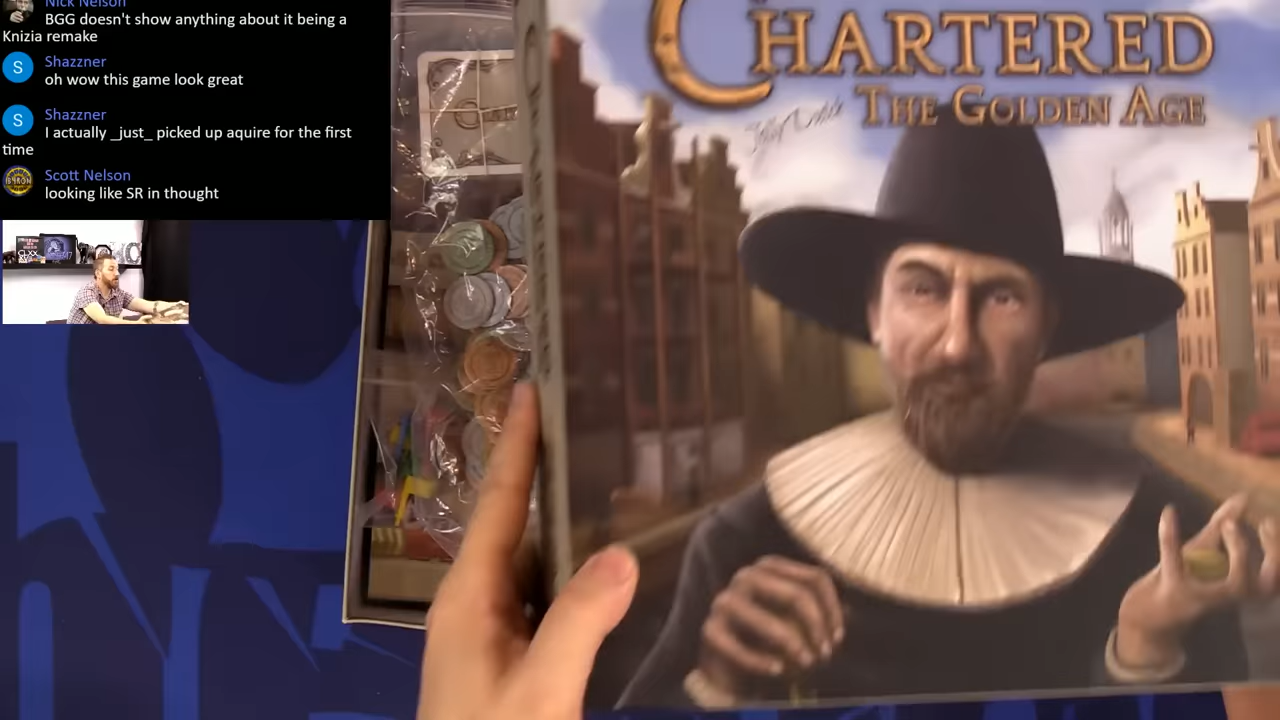 Nick Nelson
BGG doesn't show anything about it being a
Knizia remake
S
Shazzner
oh wow this game look great
S
Shazzner
I actually _just_ picked up aquire for the first
time
Scott Nelson
looking like SR in thought
CHARTERED
THE GOLDEN AGE